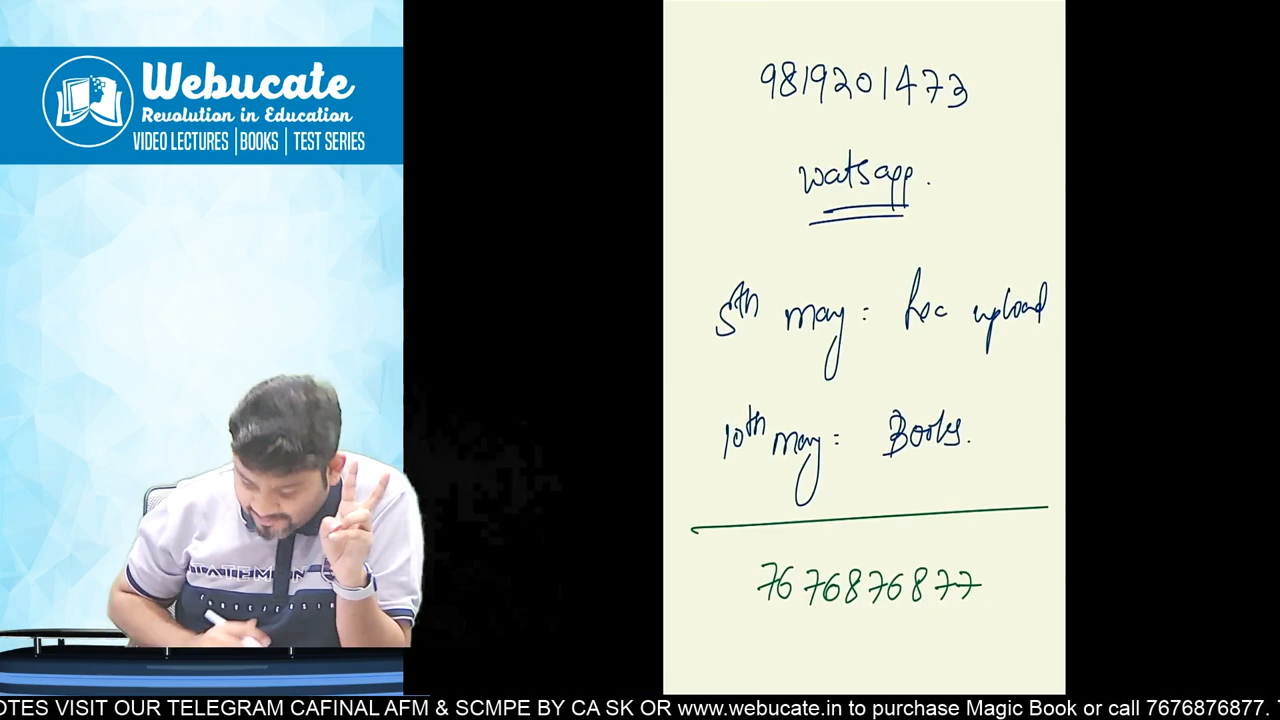 Webucate
Revolution in Education
VIDEO LECTURES | BOOKS | TEST SERIES
9819201473
watsapp.
5th may : Lec upload
10th may : Books.
7676876877
TATEMEN
OTES VISIT OUR TELEGRAM CAFINAL AFM & SCMPE BY CA SK OR www.webucate.in to purchase Magic Book or call 7676876877.